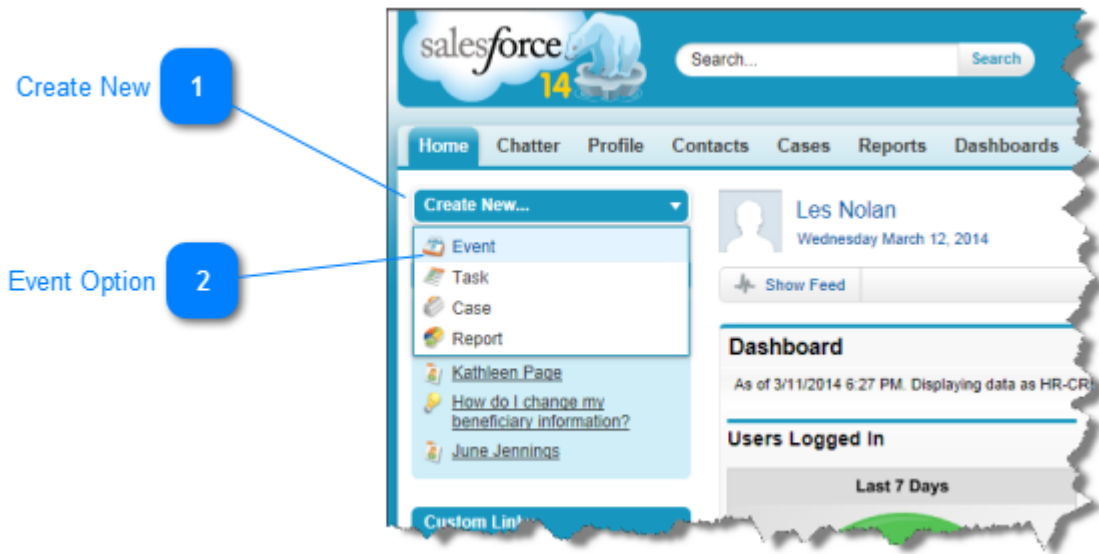 salesforce
14
Search...
Search
Create New
1
Home Chatter Profile Contacts Cases Reports Dashboards
Create New...
Les Nolan
Wednesday March 12, 2014
Event
Event Option
2
Task
Show Feed
Case
Report
Dashboard
Kathleen Page
As of 3/11/2014 6:27 PM. Displaying data as HR-CR
How do I change my
beneficiary information?
Users Logged In
June Jennings
Last 7 Days
Custom